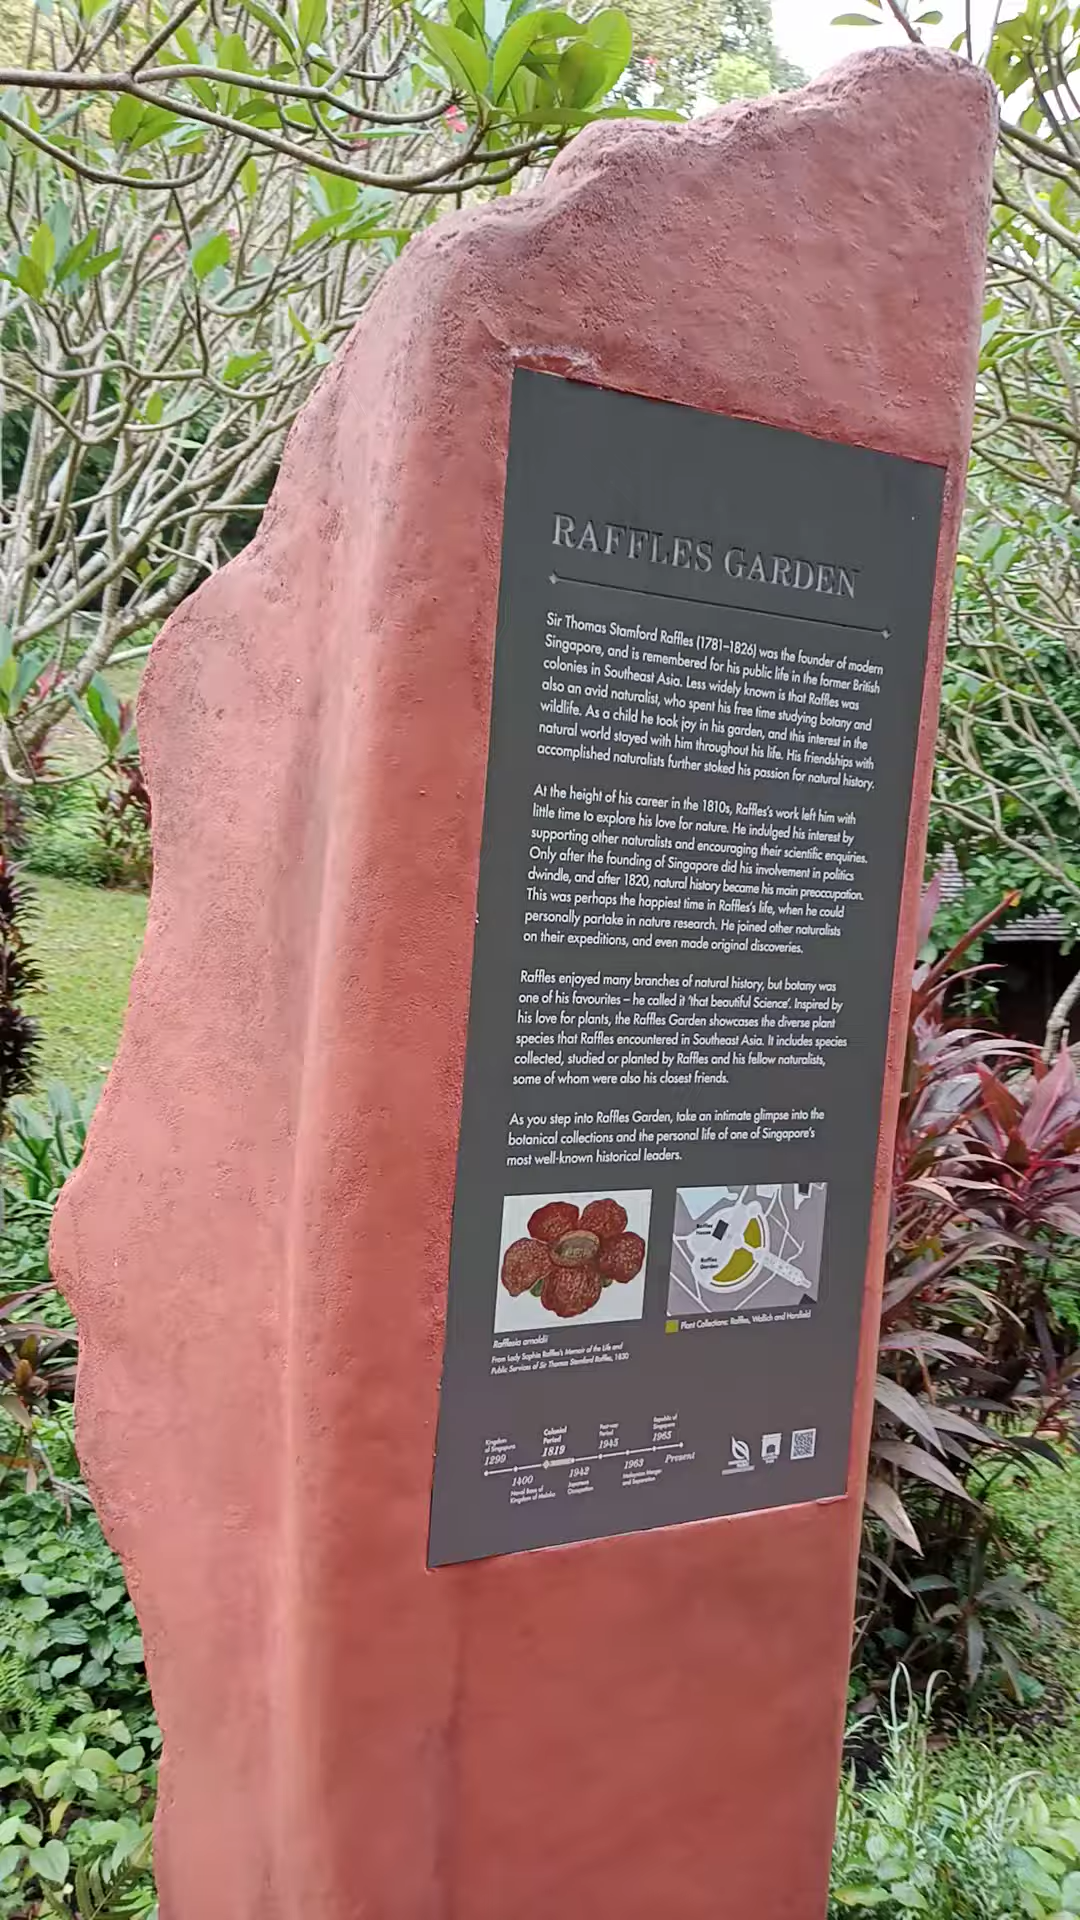 RAFFLES GARDEN
Sir Thomas Stamford Raffles (1781–1826) was the founder of modern
Singapore, and is remembered for his public life in the former British
colonies in Southeast Asia. Less widely known is that Raffles was
also an avid naturalist, who spent his free time studying botany and
wildlife. As a child he took joy in his garden, and this interest in the
natural world stayed with him throughout his life. His friendships with
accomplished naturalists further stoked his passion for natural history.
At the height of his career in the 1810s, Raffles's work left him with
little time to explore his love for nature. He indulged his interest by
supporting other naturalists and encouraging their scientific enquiries.
Only after the founding of Singapore did his involvement in politics
dwindle, and after 1820, natural history became his main preoccupation.
This was perhaps the happiest time in Raffles's life, when he could
personally partake in nature research. He joined other naturalists
on their expeditions, and even made original discoveries.
Raffles enjoyed many branches of natural history, but botany was
one of his favourites – he called it 'that beautiful Science'. Inspired by
his love for plants, the Raffles Garden showcases the diverse plant
species that Raffles encountered in Southeast Asia. It includes species
collected, studied or planted by Raffles and his fellow naturalists,
some of whom were also his closest friends.
As you step into Raffles Garden, take an intimate glimpse into the
botanical collections and the personal life of one of Singapore's
most well-known historical leaders.
Raffles
House
Raffles
Garden
Rafflesia arnoldii
From Lady Sophia Raffles's Memoir of the Life and
Public Services of Sir Thomas Stamford Raffles, 1830
Plant Collections: Raffles, Wallich and Horsfield
Kingdom
of Singapura
1299
1400
Naval Base of
Kingdom of Melaka
Colonial
Period
1819
1942
Japanese
Occupation
Post-war
Period
1945
1963
Malaysian Merger
and Separation
Republic of
Singapore
1965
Present